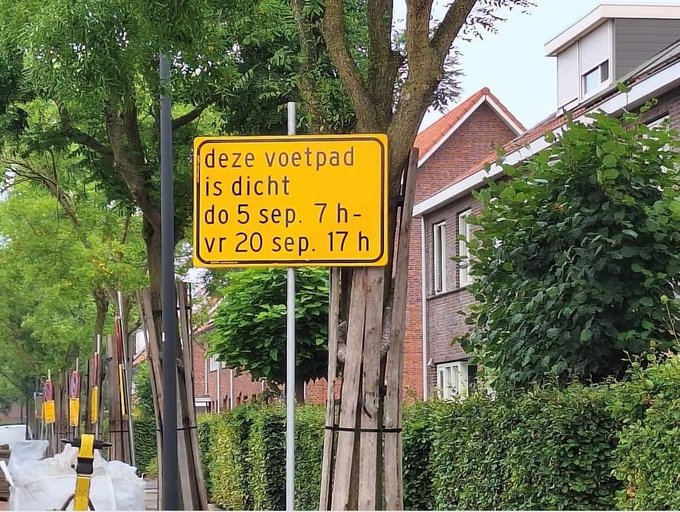 deze voetpad
is dicht
do 5 sep. 7 h-
vr 20 sep. 17 h